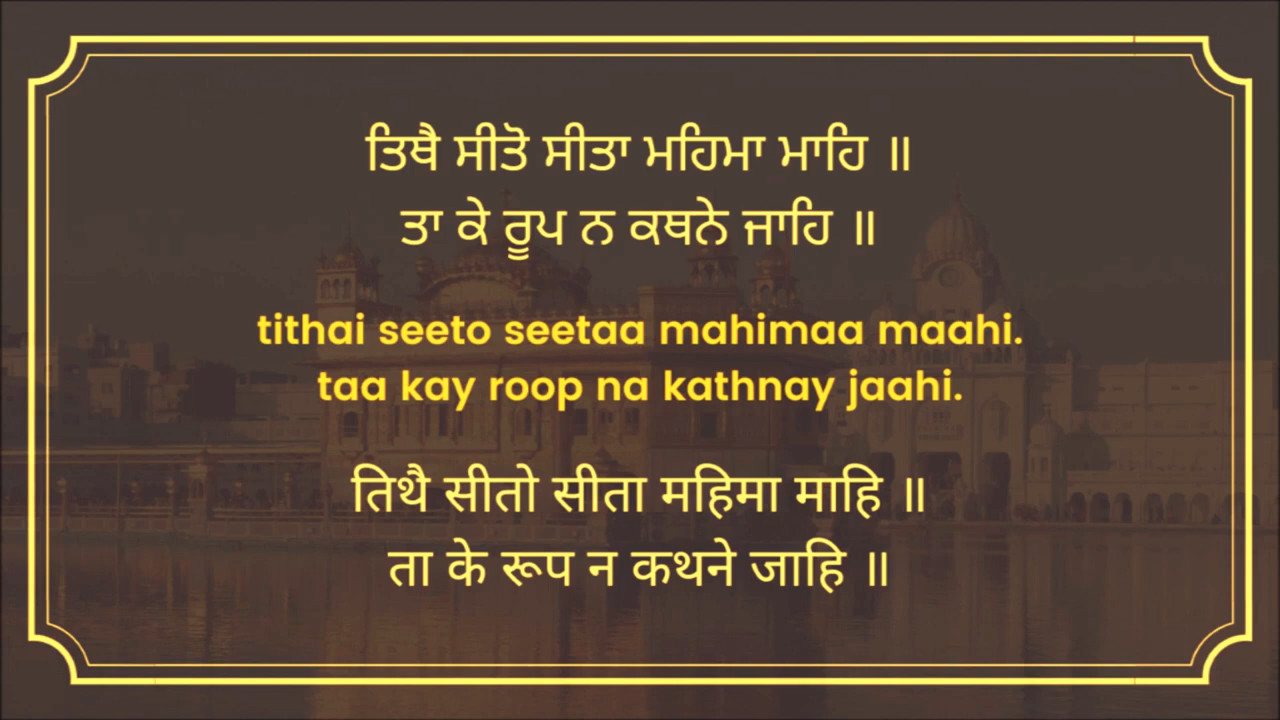 ਤਿਥੈ ਸੀਤੋ ਸੀਤਾ ਮਹਿਮਾ ਮਾਹਿ ॥
ਤਾ ਕੇ ਰੂਪ ਨ ਕਥਨੇ ਜਾਹਿ ॥
tithai seeto seetaa mahimaa maahi.
taa kay roop na kathnay jaahi.
तिथै सीतो सीता महिमा माहि ॥
ता के रूप न कथने जाहि ॥